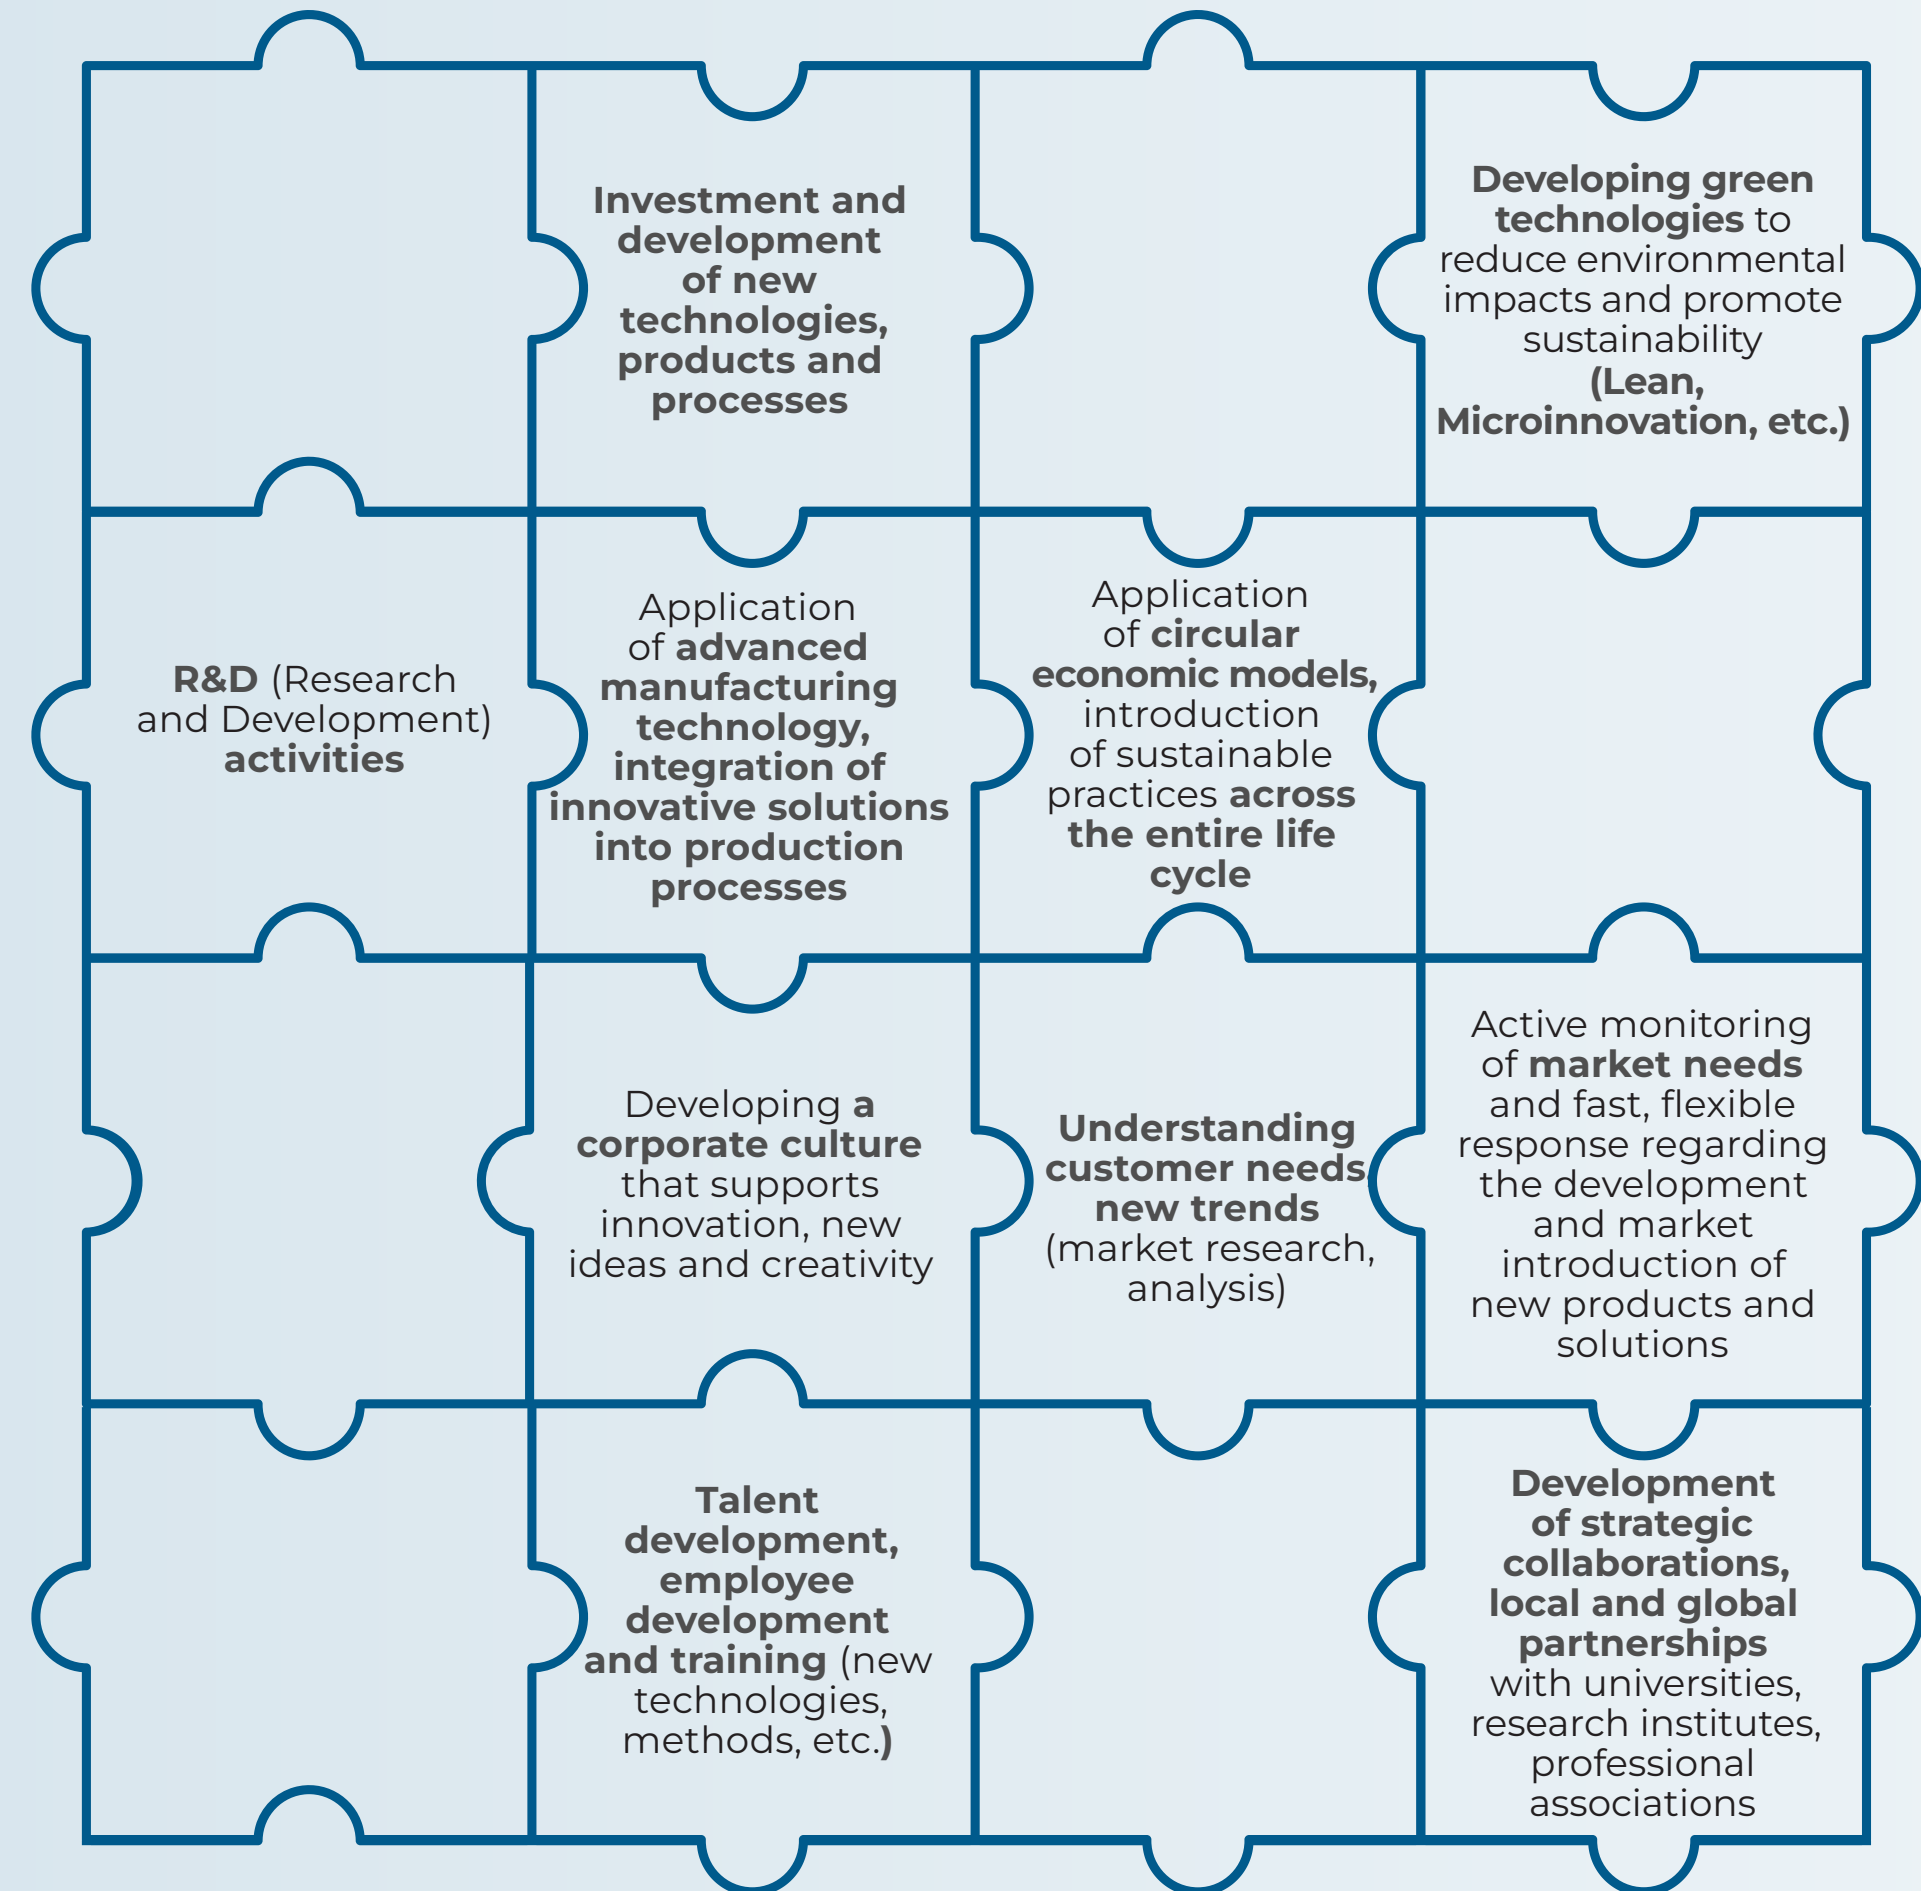 Investment and
development
of new
technologies,
products and
processes
Developing green
technologies to
reduce environmental
impacts and promote
sustainability
(Lean,
Microinnovation, etc.)
R&D (Research
and Development)
activities
Application
of advanced
manufacturing
technology,
integration of
innovative solutions
into production
processes
Application
of circular
economic models,
introduction
of sustainable
practices across
the entire life
cycle
Developing a
corporate culture
that supports
innovation, new
ideas and creativity
Understanding
customer needs,
new trends
(market research,
analysis)
Active monitoring
of market needs
and fast, flexible
response regarding
the development
and market
introduction of
new products and
solutions
Talent
development,
employee
development
and training (new
technologies,
methods, etc.)
Development
of strategic
collaborations,
local and global
partnerships
with universities,
research institutes,
professional
associations